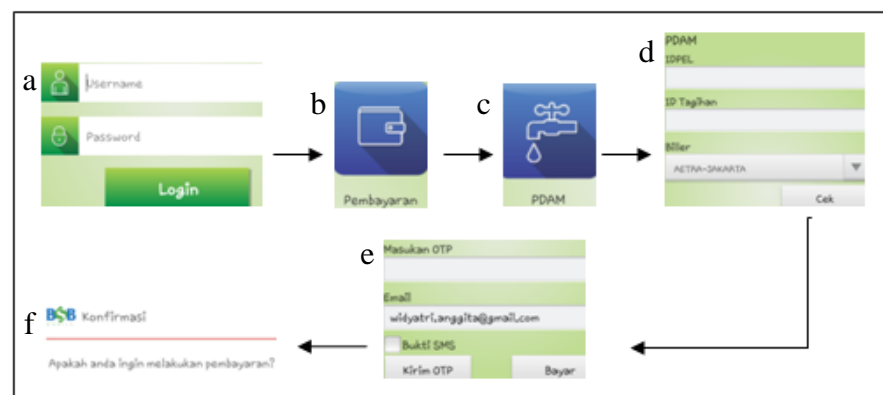 a
Username
Password
Login
b
Pembayaran
c
PDAM
d
PDAM
IDPEL
ID Tagihan
Biller
AETRA-JAKARTA
Cek
e
Masukan OTP
Email
widyatri.anggita@gmail.com
Bukti SMS
Kirim OTP
Bayar
f
BSB Konfirmasi
Apakah anda ingin melakukan pembayaran?